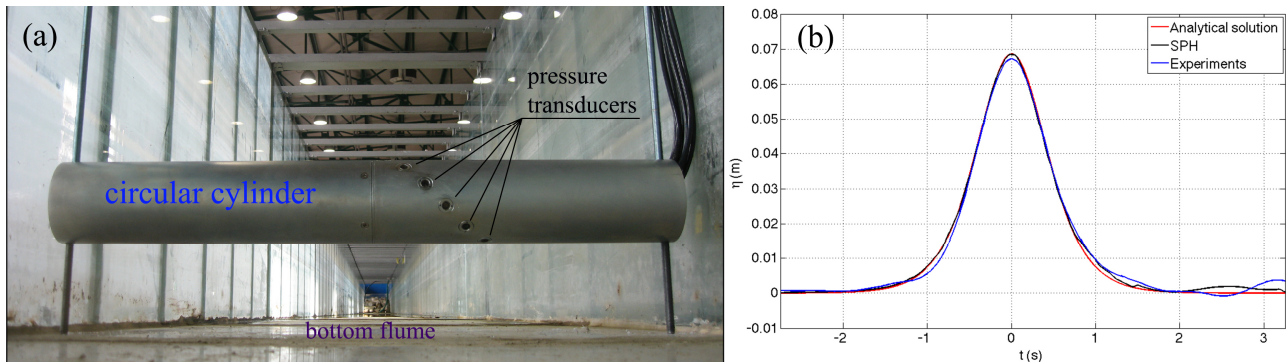 (a)
pressure
transducers
circular cylinder
bottom flume
(b)
0.08
0.07
0.06
0.05
0.04
0.03
0.02
0.01
0
-0.01
η (m)
-2
-1
0
1
2
3
t (s)
Analytical solution
SPH
Experiments